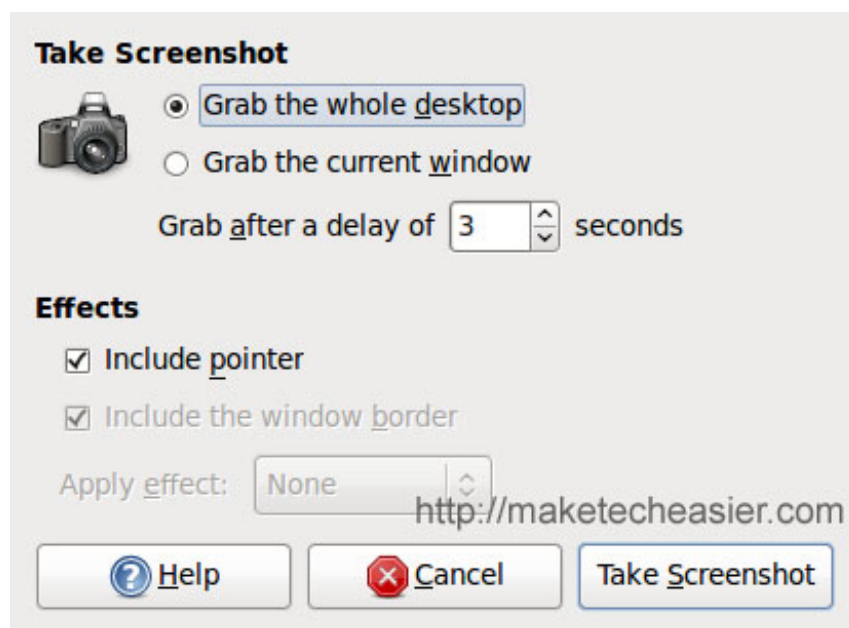 Take Screenshot
Grab the whole desktop
Grab the current window
Grab after a delay of 3 seconds
Effects
Include pointer
Include the window border
Apply effect: None
http://maketecheasier.com
Help Cancel Take Screenshot